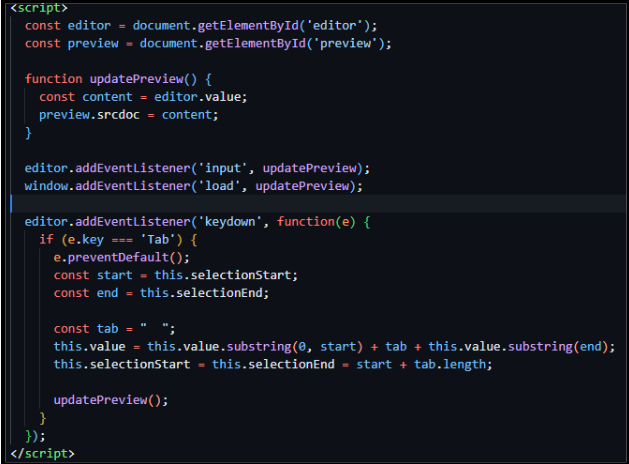 <script>
const editor = document.getElementById('editor');
const preview = document.getElementById('preview');
function updatePreview() {
const content = editor.value;
preview.srcdoc = content;
}
editor.addEventListener('input', updatePreview);
window.addEventListener('load', updatePreview);
editor.addEventListener('keydown', function(e) {
if (e.key === 'Tab') {
e.preventDefault();
const start = this.selectionStart;
const end = this.selectionEnd;
const tab = "  ";
this.value = this.value.substring(0, start) + tab + this.value.substring(end);
this.selectionStart = this.selectionEnd = start + tab.length;
updatePreview();
}
});
</script>